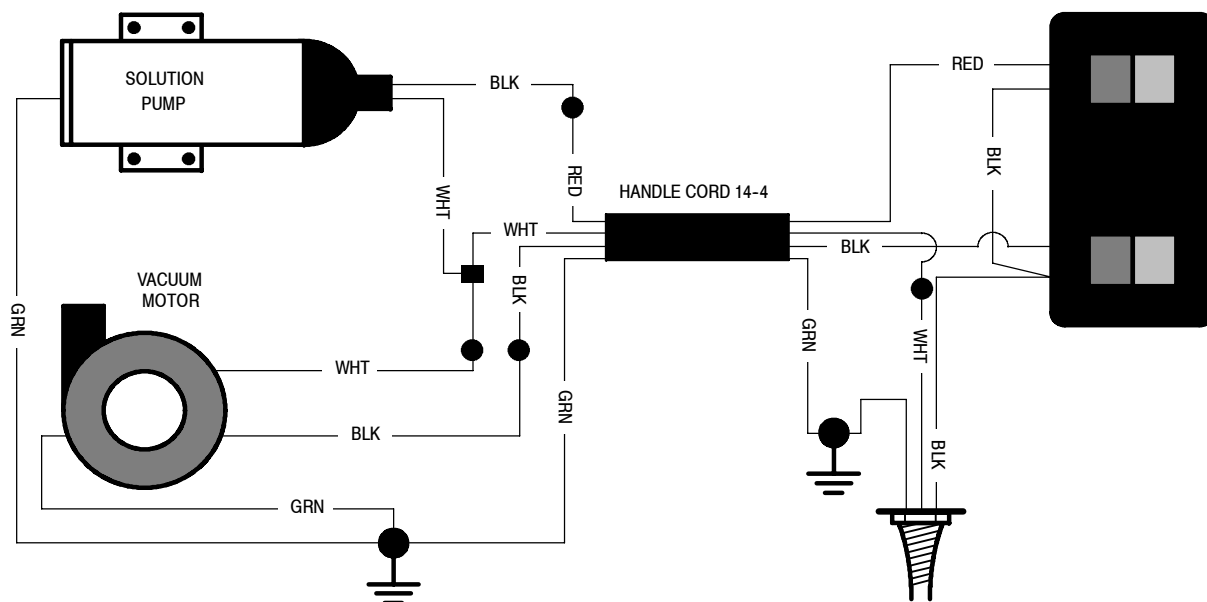 SOLUTION
PUMP
BLK
RED
WHT
RED
BLK
HANDLE CORD 14-4
WHT
BLK
BLK
VACUUM
MOTOR
GRN
GRN
WHT
WHT
GRN
BLK
BLK
GRN